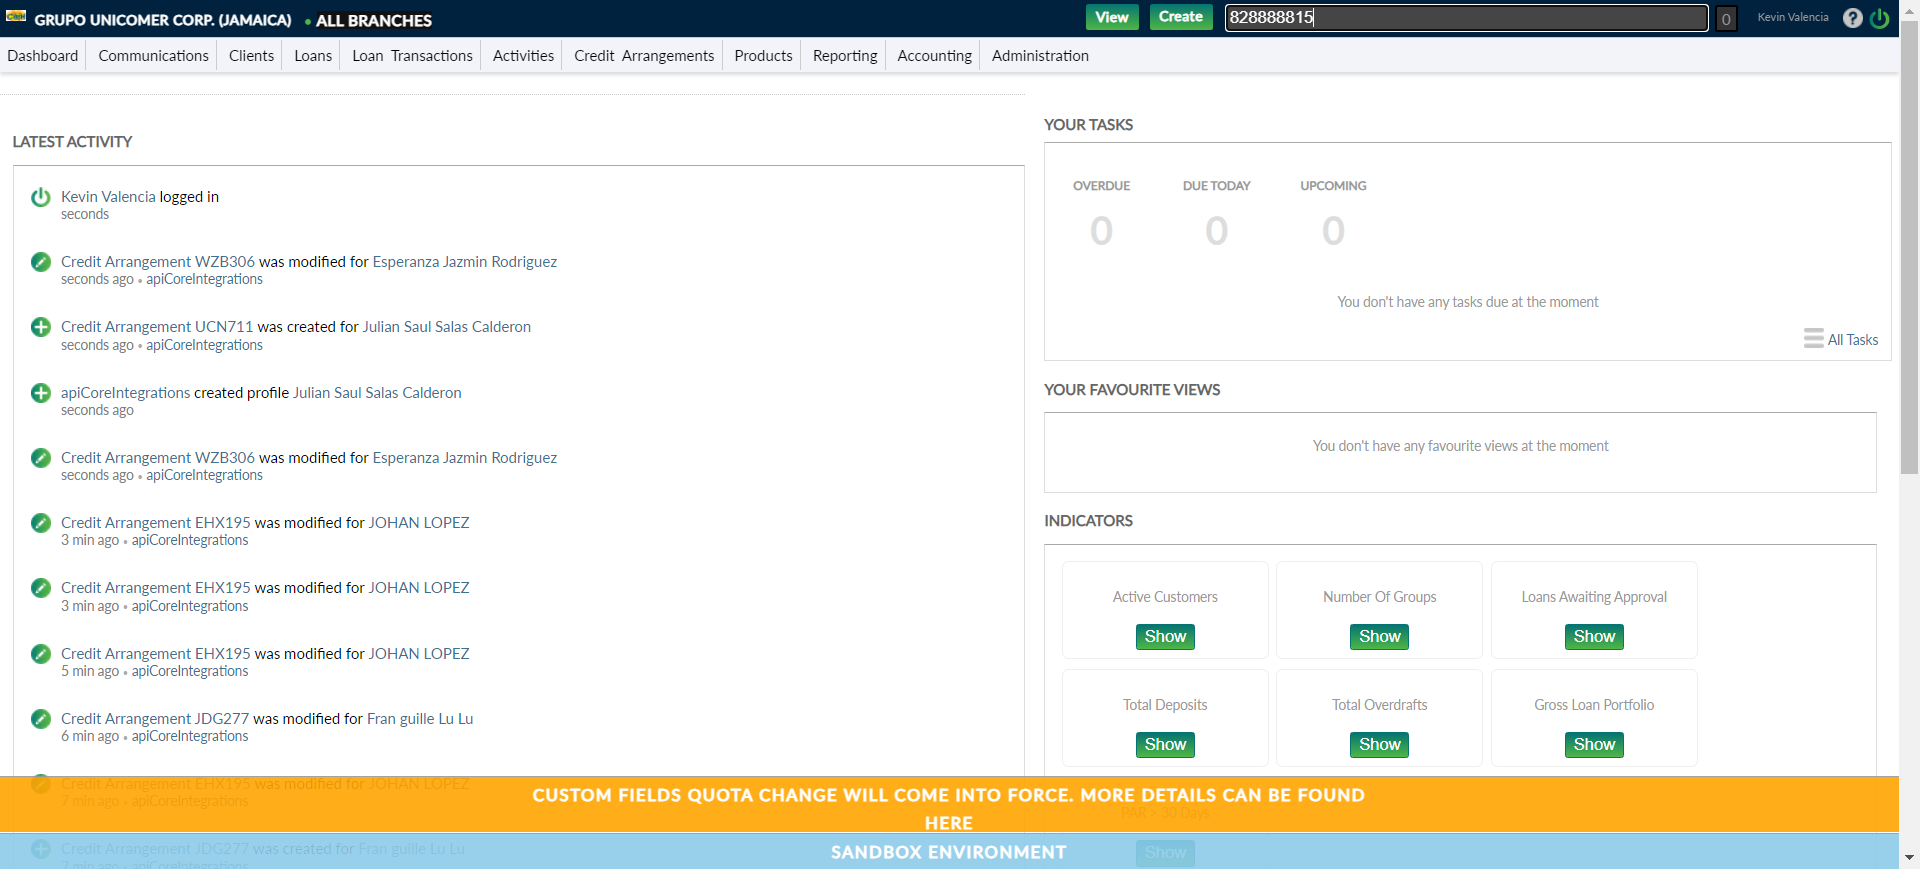 GRUPO UNICOMER CORP. (JAMAICA) • ALL BRANCHES
View
Create
828888815
0
Kevin Valencia
?
Dashboard
Communications
Clients
Loans
Loan Transactions
Activities
Credit Arrangements
Products
Reporting
Accounting
Administration
LATEST ACTIVITY
Kevin Valencia logged in
seconds
Credit Arrangement WZB306 was modified for Esperanza Jazmin Rodriguez
seconds ago • apiCoreIntegrations
Credit Arrangement UCN711 was created for Julian Saul Salas Calderon
seconds ago • apiCoreIntegrations
apiCoreIntegrations created profile Julian Saul Salas Calderon
seconds ago
Credit Arrangement WZB306 was modified for Esperanza Jazmin Rodriguez
seconds ago • apiCoreIntegrations
Credit Arrangement EHX195 was modified for JOHAN LOPEZ
3 min ago • apiCoreIntegrations
Credit Arrangement EHX195 was modified for JOHAN LOPEZ
3 min ago • apiCoreIntegrations
Credit Arrangement EHX195 was modified for JOHAN LOPEZ
5 min ago • apiCoreIntegrations
Credit Arrangement JDG277 was modified for Fran guille Lu Lu
6 min ago • apiCoreIntegrations
Credit Arrangement EHX195 was modified for JOHAN LOPEZ
7 min ago • apiCoreIntegrations
Credit Arrangement JDG277 was created for Fran guille Lu Lu
7 min ago • apiCoreIntegrations
YOUR TASKS
OVERDUE
DUE TODAY
UPCOMING
0
0
0
You don't have any tasks due at the moment
All Tasks
YOUR FAVOURITE VIEWS
You don't have any favourite views at the moment
INDICATORS
Active Customers
Show
Number Of Groups
Show
Loans Awaiting Approval
Show
Total Deposits
Show
Total Overdrafts
Show
Gross Loan Portfolio
Show
PAR > 30 Days
Show
CUSTOM FIELDS QUOTA CHANGE WILL COME INTO FORCE. MORE DETAILS CAN BE FOUND
HERE
SANDBOX ENVIRONMENT